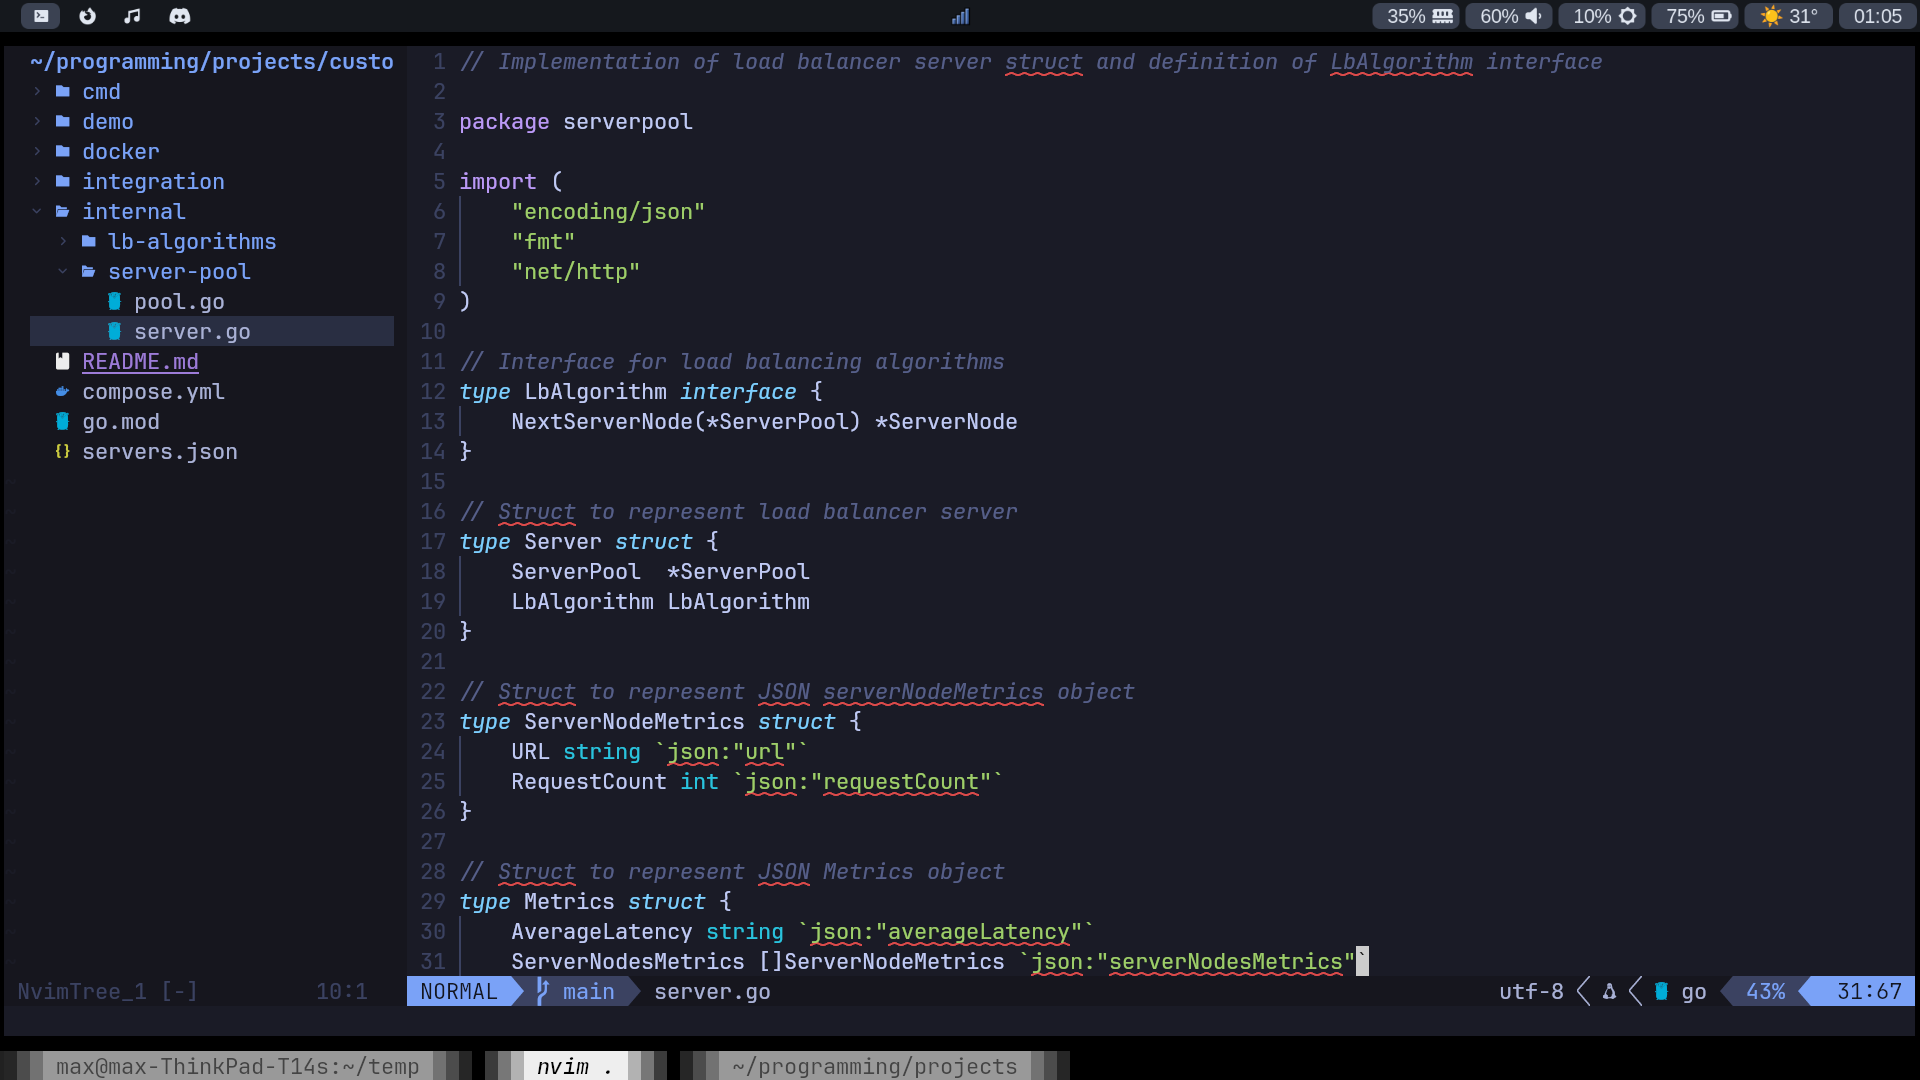 35%
60%
10%
75%
31°
01:05
~/programming/projects/custo
cmd
demo
docker
integration
internal
lb-algorithms
server-pool
pool.go
server.go
README.md
compose.yml
go.mod
servers.json
1 // Implementation of load balancer server struct and definition of LbAlgorithm interface
2
3 package serverpool
4
5 import (
6     "encoding/json"
7     "fmt"
8     "net/http"
9 )
10
11 // Interface for load balancing algorithms
12 type LbAlgorithm interface {
13     NextServerNode(*ServerPool) *ServerNode
14 }
15
16 // Struct to represent load balancer server
17 type Server struct {
18     ServerPool  *ServerPool
19     LbAlgorithm LbAlgorithm
20 }
21
22 // Struct to represent JSON serverNodeMetrics object
23 type ServerNodeMetrics struct {
24     URL string `json:"url"`
25     RequestCount int `json:"requestCount"`
26 }
27
28 // Struct to represent JSON Metrics object
29 type Metrics struct {
30     AverageLatency string `json:"averageLatency"`
31     ServerNodesMetrics []ServerNodeMetrics `json:"serverNodesMetrics"`
NvimTree_1 [-] 10:1
NORMAL main server.go utf-8 go 43% 31:67
max@max-ThinkPad-T14s:~/temp nvim . ~/programming/projects